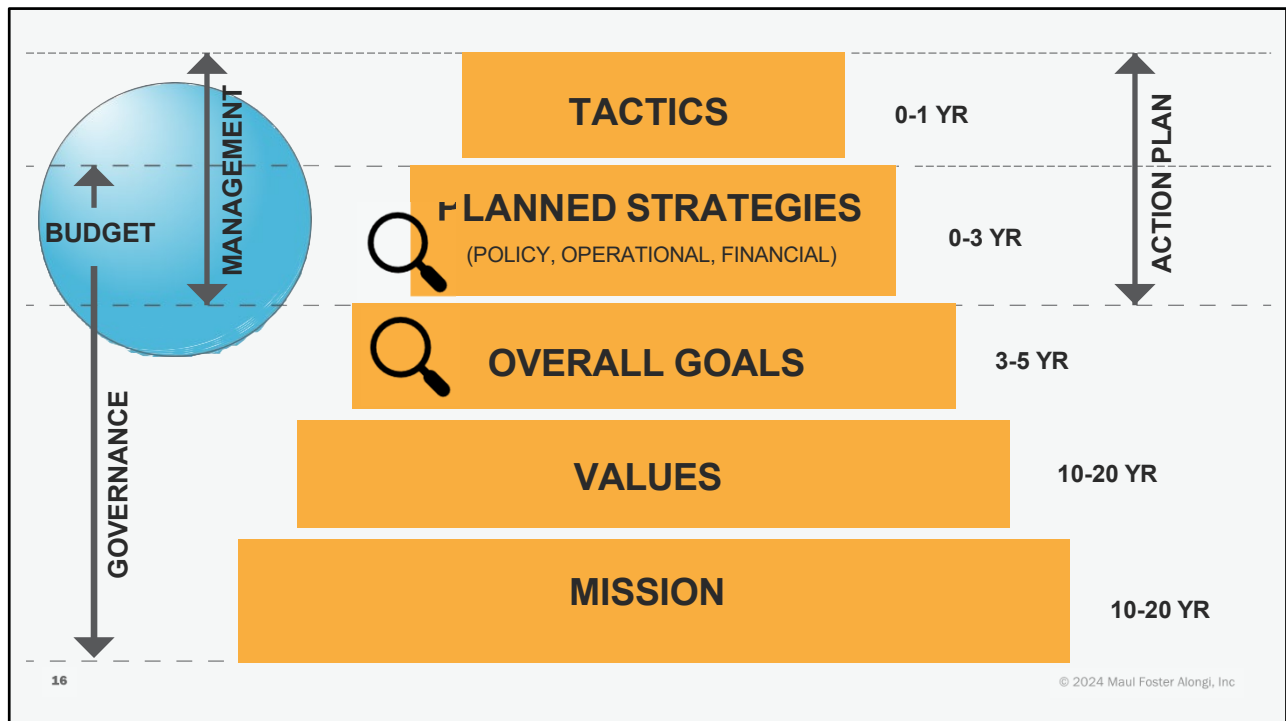 TACTICS
0-1 YR
MANAGEMENT
ACTION PLAN
BUDGET
PLANNED STRATEGIES
(POLICY, OPERATIONAL, FINANCIAL)
0-3 YR
OVERALL GOALS
3-5 YR
GOVERNANCE
VALUES
10-20 YR
MISSION
10-20 YR
16
© 2024 Maul Foster Alongi, Inc